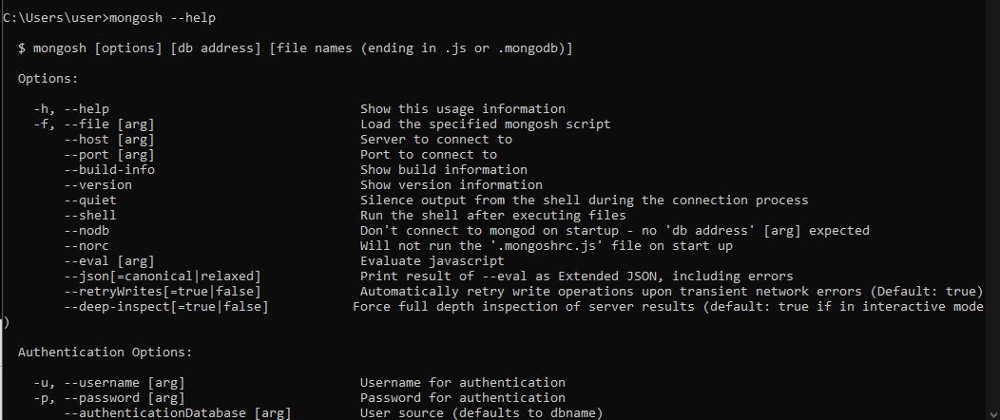 C:\Users\user>mongosh --help
$ mongosh [options] [db address] [file names (ending in .js or .mongodb)]
Options:
-h, --help                                 Show this usage information
-f, --file [arg]                           Load the specified mongosh script
--host [arg]                           Server to connect to
--port [arg]                           Port to connect to
--build-info                           Show build information
--version                              Show version information
--quiet                                Silence output from the shell during the connection process
--shell                                Run the shell after executing files
--nodb                                 Don't connect to mongod on startup - no 'db address' [arg] expected
--norc                                 Will not run the '.mongoshrc.js' file on start up
--eval [arg]                           Evaluate javascript
--json[=canonical|relaxed]             Print result of --eval as Extended JSON, including errors
--retryWrites[=true|false]             Automatically retry write operations upon transient network errors (Default: true)
--deep-inspect[=true|false]           Force full depth inspection of server results (default: true if in interactive mode
)
Authentication Options:
-u, --username [arg]                       Username for authentication
-p, --password [arg]                       Password for authentication
--authenticationDatabase [arg]         User source (defaults to dbname)